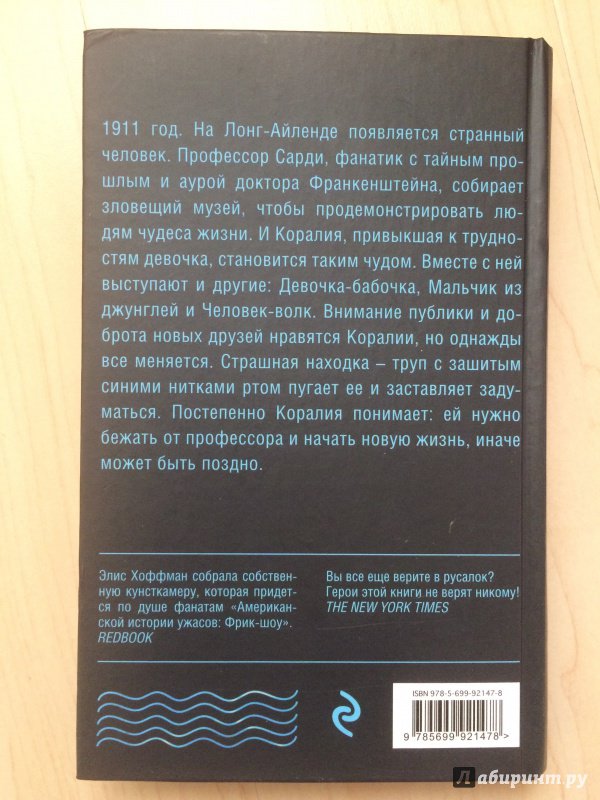 1911 год. На Лонг-Айленде появляется странный
человек. Профессор Сарди, фанатик с тайным про-
шлым и аурой доктора Франкенштейна, собирает
зловещий музей, чтобы продемонстрировать лю-
дям чудеса жизни. И Коралия, привыкшая к трудно-
стям девочка, становится таким чудом. Вместе с ней
выступают и другие: Девочка-бабочка, Мальчик из
джунглей и Человек-волк. Внимание публики и до-
брота новых друзей нравятся Коралии, но однажды
все меняется. Страшная находка – труп с зашитым
синими нитками ртом пугает ее и заставляет заду-
маться. Постепенно Коралия понимает: ей нужно
бежать от профессора и начать новую жизнь, иначе
может быть поздно.
Элис Хоффман собрала собствен-
ную кунсткамеру, которая придет-
ся по душе фанатам «Американ-
ской истории ужасов: Фрик-шоу».
REDBOOK
Вы все еще верите в русалок?
Герои этой книги не верят никому!
THE NEW YORK TIMES
ISBN 978-5-699-92147-8
9 785699 921478 >
Лабиринт.ру